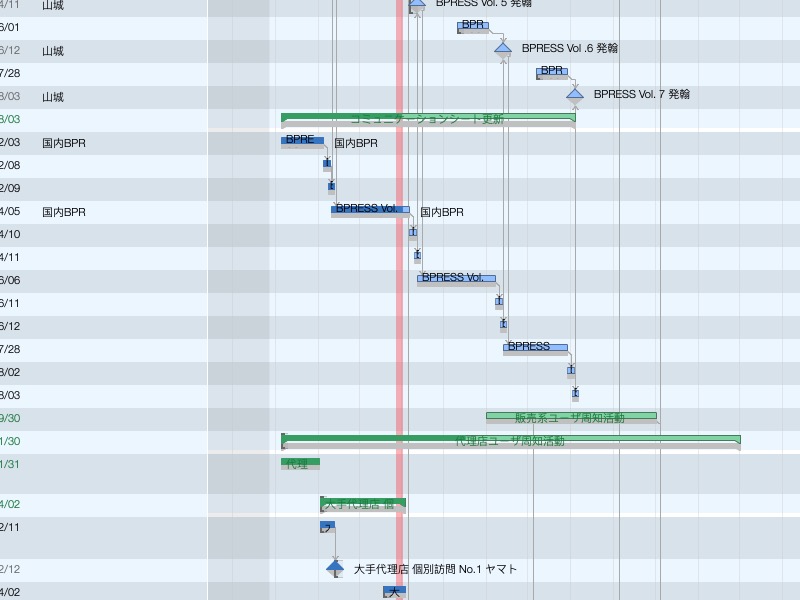 4/11 山城 BPRESS Vol. 5 発翰
6/01 BPR
6/12 山城 BPRESS Vol .6 発翰
7/28 BPR
8/03 山城 BPRESS Vol. 7 発翰
8/03 コミュニケーションシート更新
2/03 国内BPR BPRE 国内BPR
2/08
2/09
4/05 国内BPR BPRESS Vol. 国内BPR
4/10
4/11
6/06 BPRESS Vol.
6/11
6/12
7/28 BPRESS
8/02
8/03
9/30 販売系ユーザ周知活動
1/30 代理店ユーザ周知活動
1/31 代理
4/02 大手代理店 個
2/11 フ
2/12 大手代理店 個別訪問 No.1 ヤマト
4/02 大